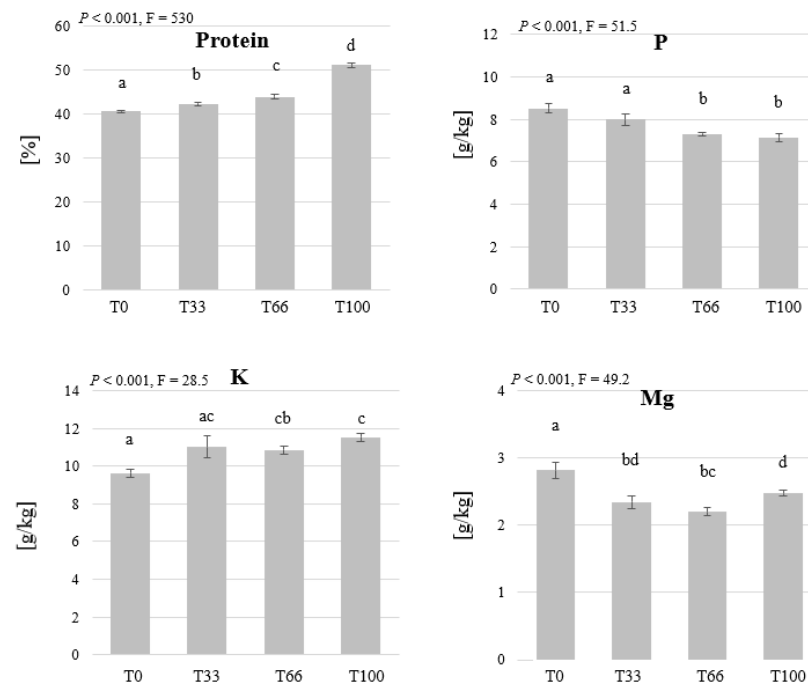 P < 0.001, F = 530
Protein
[%]
60
50
40
30
20
10
0
a
b
c
d
T0
T33
T66
T100
P < 0.001, F = 51.5
P
[g/kg]
12
10
8
6
4
2
0
a
a
b
b
T0
T33
T66
T100
P < 0.001, F = 28.5
K
[g/kg]
14
12
10
8
6
4
2
0
a
ac
cb
c
T0
T33
T66
T100
P < 0.001, F = 49.2
Mg
[g/kg]
4
3
2
1
0
a
bd
bc
d
T0
T33
T66
T100